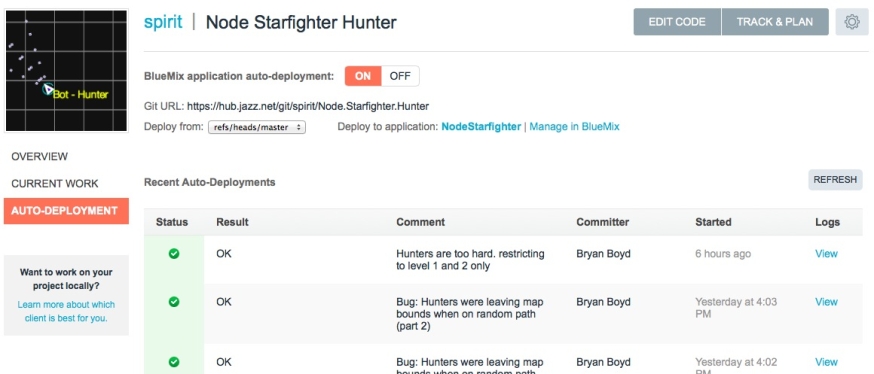 spirit | Node Starfighter Hunter
EDIT CODE
TRACK & PLAN
Bot - Hunter
BlueMix application auto-deployment: ON OFF
Git URL: https://hub.jazz.net/git/spirit/Node.Starfighter.Hunter
Deploy from: refs/heads/master
Deploy to application: NodeStarfighter | Manage in BlueMix
OVERVIEW
CURRENT WORK
AUTO-DEPLOYMENT
Want to work on your
project locally?
Learn more about which
client is best for you.
Recent Auto-Deployments
REFRESH
Status Result Comment Committer Started Logs
OK
Hunters are too hard. restricting
to level 1 and 2 only
Bryan Boyd
6 hours ago
View
OK
Bug: Hunters were leaving map
bounds when on random path
(part 2)
Bryan Boyd
Yesterday at 4:03
PM
View
OK
Bug: Hunters were leaving map
bounds when on random path
Bryan Boyd
Yesterday at 4:02
PM
View